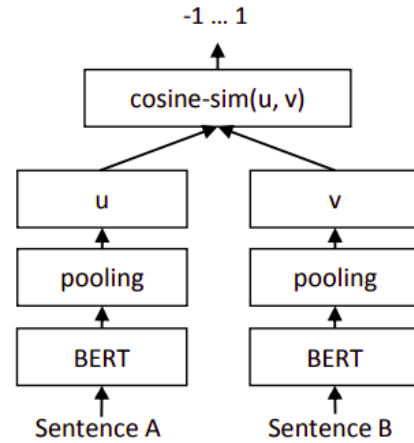 -1 … 1
cosine-sim(u, v)
u v
pooling pooling
BERT BERT
Sentence A Sentence B